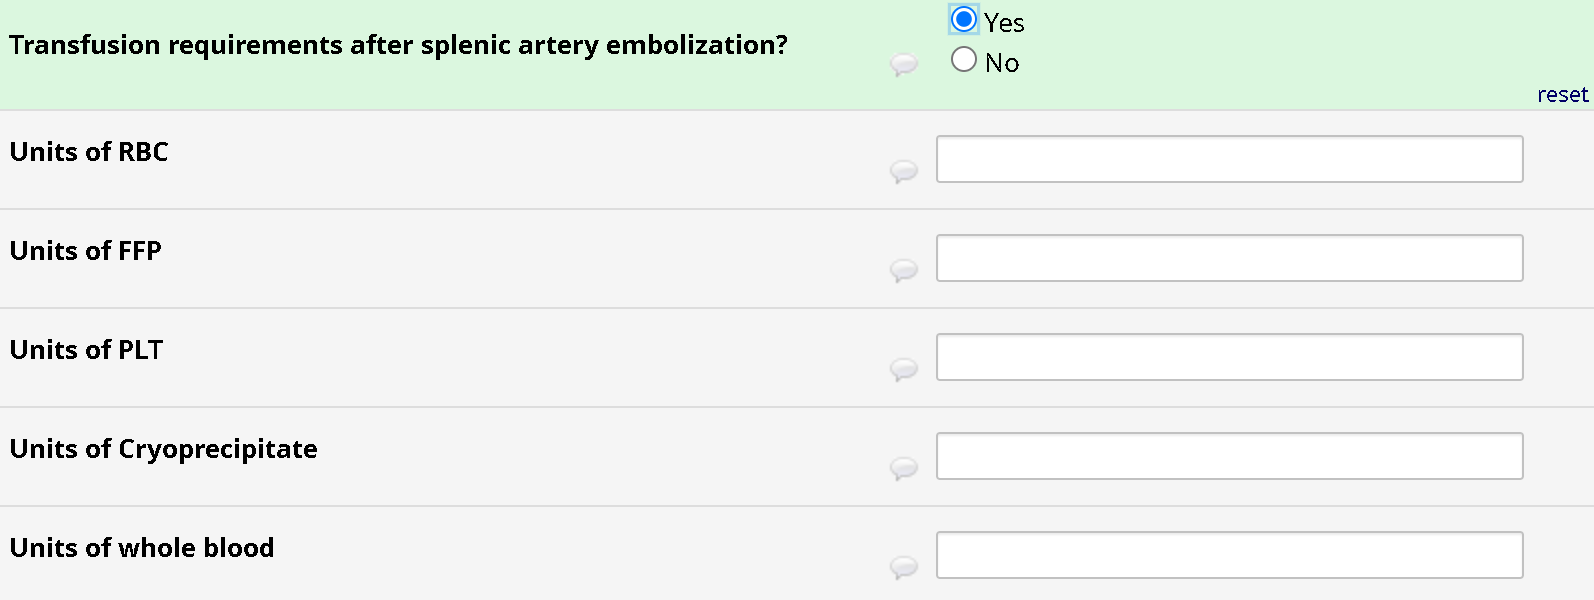 Transfusion requirements after splenic artery embolization?
Yes
No
reset
Units of RBC
Units of FFP
Units of PLT
Units of Cryoprecipitate
Units of whole blood